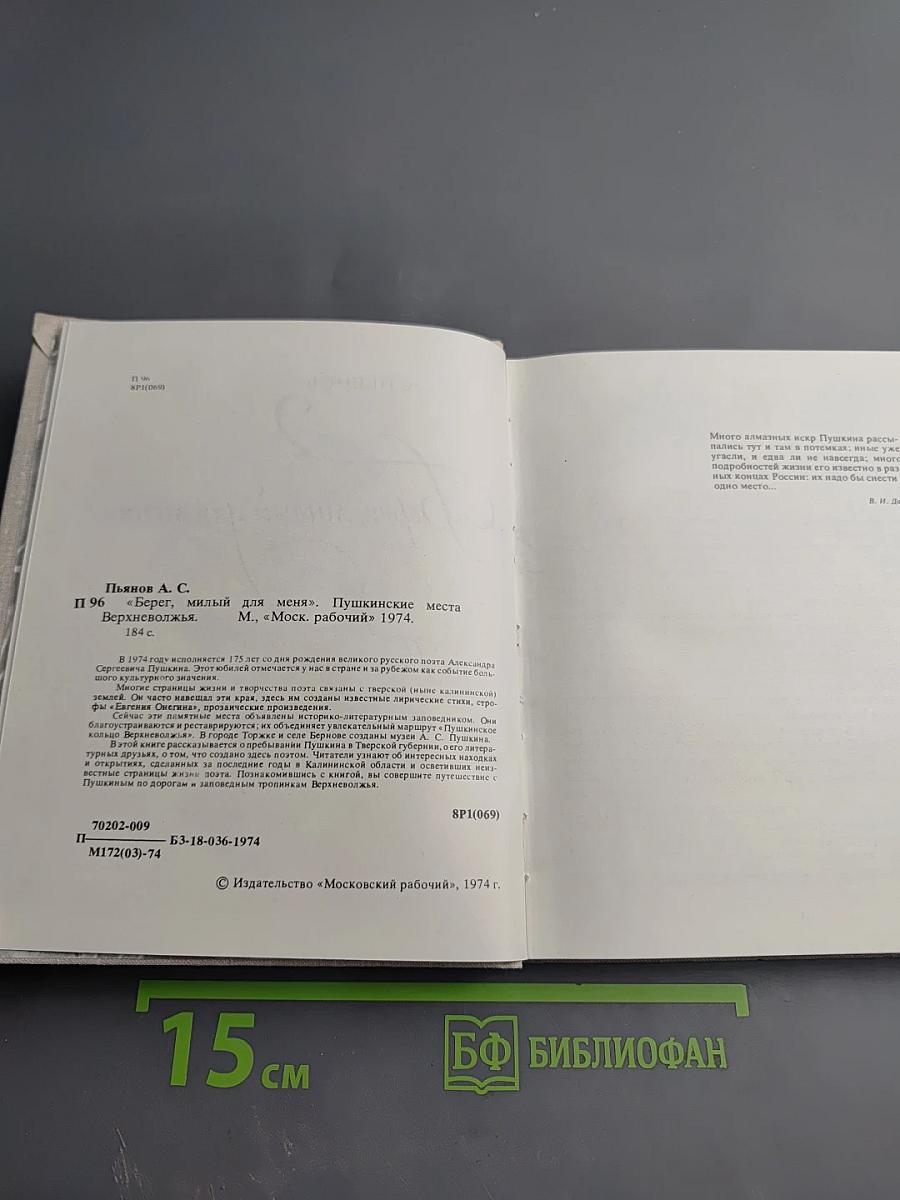 П 96
8Р1(069)
Пьянов А. С.
П 96 «Берег, милый для меня». Пушкинские места
Верхневолжья. М., «Моск. рабочий» 1974.
184 с.
В 1974 году исполняется 175 лет со дня рождения великого русского поэта Александра
Сергеевича Пушкина. Этот юбилей отмечается у нас в стране и за рубежом как событие боль-
шого культурного значения.
Многие страницы жизни и творчества поэта связаны с тверской (ныне калининской)
землей. Он часто навещал эти края, здесь им созданы известные лирические стихи, стро-
фы «Евгения Онегина», прозаические произведения.
Сейчас эти памятные места объявлены историко-литературным заповедником. Они
благоустраиваются и реставрируются; их объединяет увлекательный маршрут «Пушкинское
кольцо Верхневолжья». В городе Торжке и селе Бернове созданы музеи А. С. Пушкина.
В этой книге рассказывается о пребывании Пушкина в Тверской губернии, о его литера-
турных друзьях, о том, что создано здесь поэтом. Читатели узнают об интересных находках
и открытиях, сделанных за последние годы в Калининской области и осветивших неиз-
вестные страницы жизни поэта. Познакомившись с книгой, вы совершите путешествие с
Пушкиным по дорогам и заповедным тропинкам Верхневолжья.
8Р1(069)
70202-009
П БЗ-18-036-1974
М172(03)-74
© Издательство «Московский рабочий», 1974 г.
Много алмазных искр Пушкина рассы-
пались тут и там в потемках; иные уже
угасли, и едва ли не навсегда; много
подробностей жизни его известно в раз
ных концах России: их надо бы снести
одно место...
В. И. Да
15 см
БФ БИБЛИОФАН